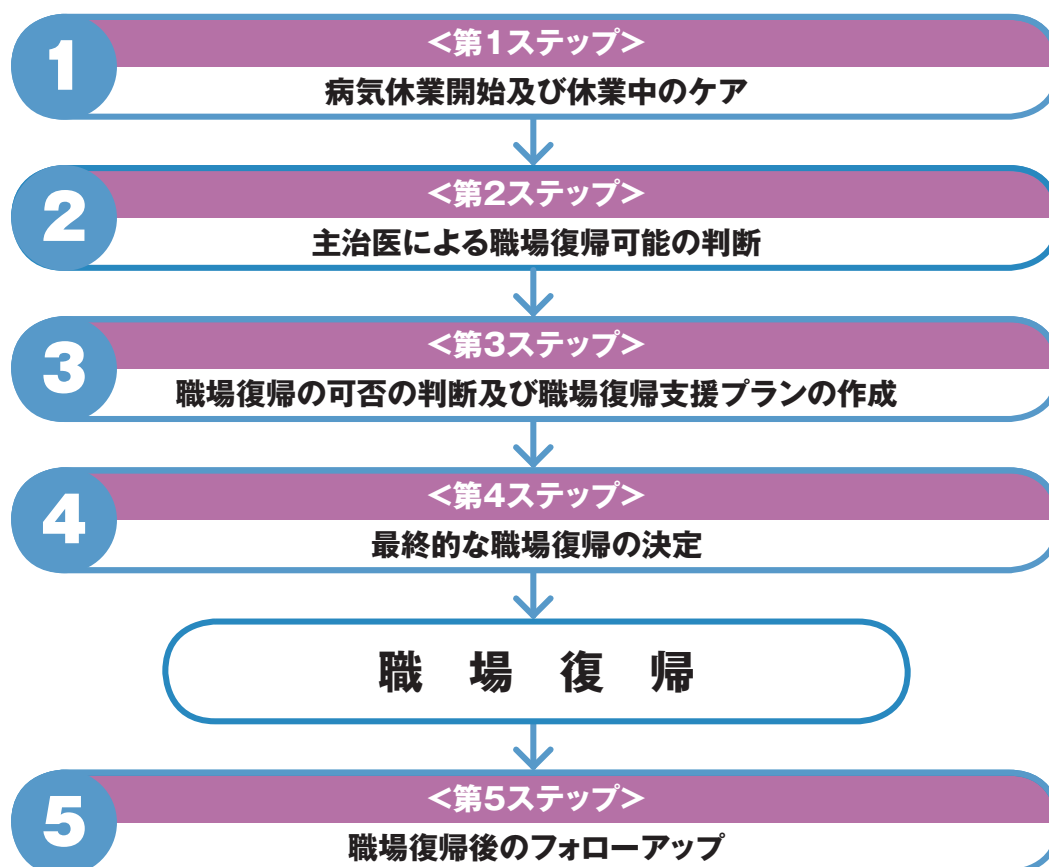 1
<第1ステップ>
病気休業開始及び休業中のケア
2
<第2ステップ>
主治医による職場復帰可能の判断
3
<第3ステップ>
職場復帰の可否の判断及び職場復帰支援プランの作成
4
<第4ステップ>
最終的な職場復帰の決定
職場復帰
5
<第5ステップ>
職場復帰後のフォローアップ